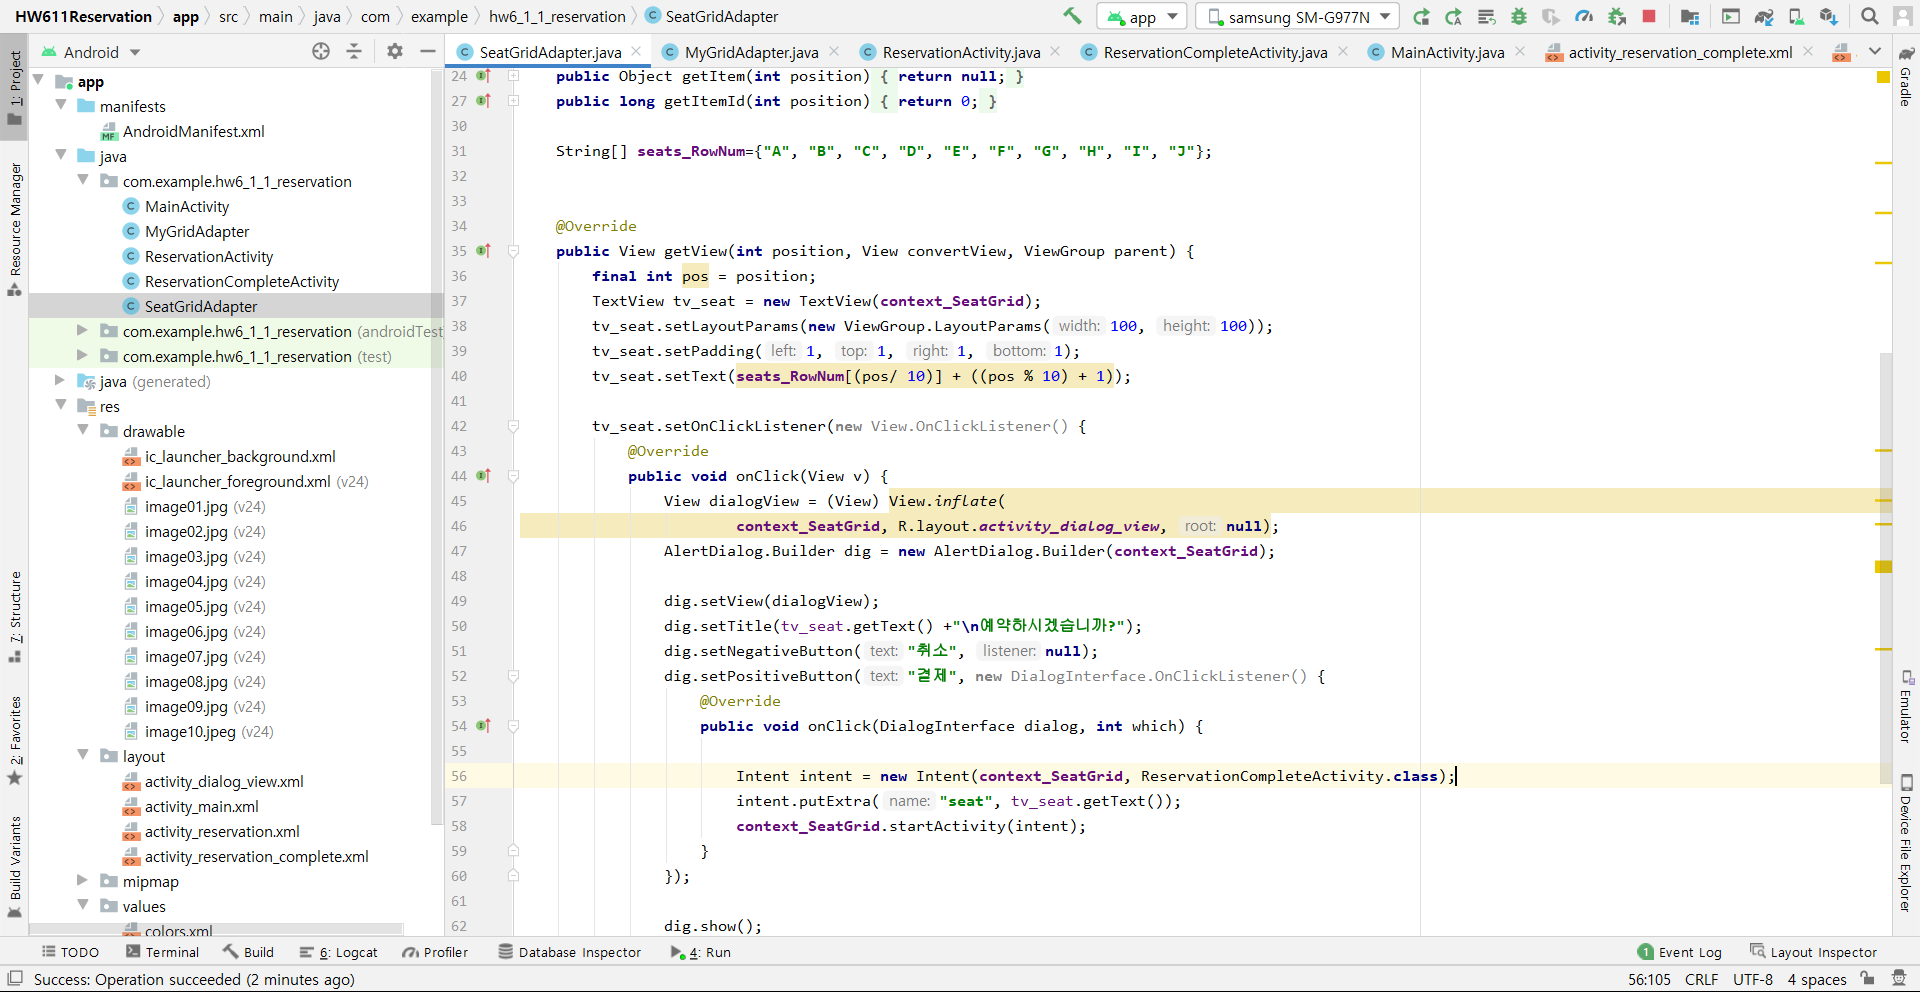 HW611Reservation app src main java com example hw6_1_1_reservation SeatGridAdapter
app samsung SM-G977N
Android
SeatGridAdapter.java MyGridAdapter.java ReservationActivity.java ReservationCompleteActivity.java MainActivity.java activity_reservation_complete.xml
1: Project
Resource Manager
7: Structure
2: Favorites
Build Variants
app
manifests
AndroidManifest.xml
java
com.example.hw6_1_1_reservation
MainActivity
MyGridAdapter
ReservationActivity
ReservationCompleteActivity
SeatGridAdapter
com.example.hw6_1_1_reservation (androidTest
com.example.hw6_1_1_reservation (test)
java (generated)
res
drawable
ic_launcher_background.xml
ic_launcher_foreground.xml (v24)
image01.jpg (v24)
image02.jpg (v24)
image03.jpg (v24)
image04.jpg (v24)
image05.jpg (v24)
image06.jpg (v24)
image07.jpg (v24)
image08.jpg (v24)
image09.jpg (v24)
image10.jpeg (v24)
layout
activity_dialog_view.xml
activity_main.xml
activity_reservation.xml
activity_reservation_complete.xml
mipmap
values
colors.xml
24 public Object getItem(int position) { return null; }
27 public long getItemId(int position) { return 0; }
30
31 String[] seats_RowNum={"A", "B", "C", "D", "E", "F", "G", "H", "I", "J"};
32
33
34 @Override
35 public View getView(int position, View convertView, ViewGroup parent) {
36 final int pos = position;
37 TextView tv_seat = new TextView(context_SeatGrid);
38 tv_seat.setLayoutParams(new ViewGroup.LayoutParams( width: 100, height: 100));
39 tv_seat.setPadding( left: 1, top: 1, right: 1, bottom: 1);
40 tv_seat.setText(seats_RowNum[(pos/ 10)] + ((pos % 10) + 1));
41
42 tv_seat.setOnClickListener(new View.OnClickListener() {
43 @Override
44 public void onClick(View v) {
45 View dialogView = (View) View.inflate(
46 context_SeatGrid, R.layout.activity_dialog_view, root: null);
47 AlertDialog.Builder dig = new AlertDialog.Builder(context_SeatGrid);
48
49 dig.setView(dialogView);
50 dig.setTitle(tv_seat.getText() +"\n예약하시겠습니까?");
51 dig.setNegativeButton( text: "취소", listener: null);
52 dig.setPositiveButton( text: "결제", new DialogInterface.OnClickListener() {
53 @Override
54 public void onClick(DialogInterface dialog, int which) {
55
56 Intent intent = new Intent(context_SeatGrid, ReservationCompleteActivity.class);
57 intent.putExtra( name: "seat", tv_seat.getText());
58 context_SeatGrid.startActivity(intent);
59 }
60 });
61
62 dig.show();
Gradle
Emulator
Device File Explorer
TODO Terminal Build 6: Logcat Profiler Database Inspector 4: Run 1 Event Log Layout Inspector
Success: Operation succeeded (2 minutes ago) 56:105 CRLF UTF-8 4 spaces